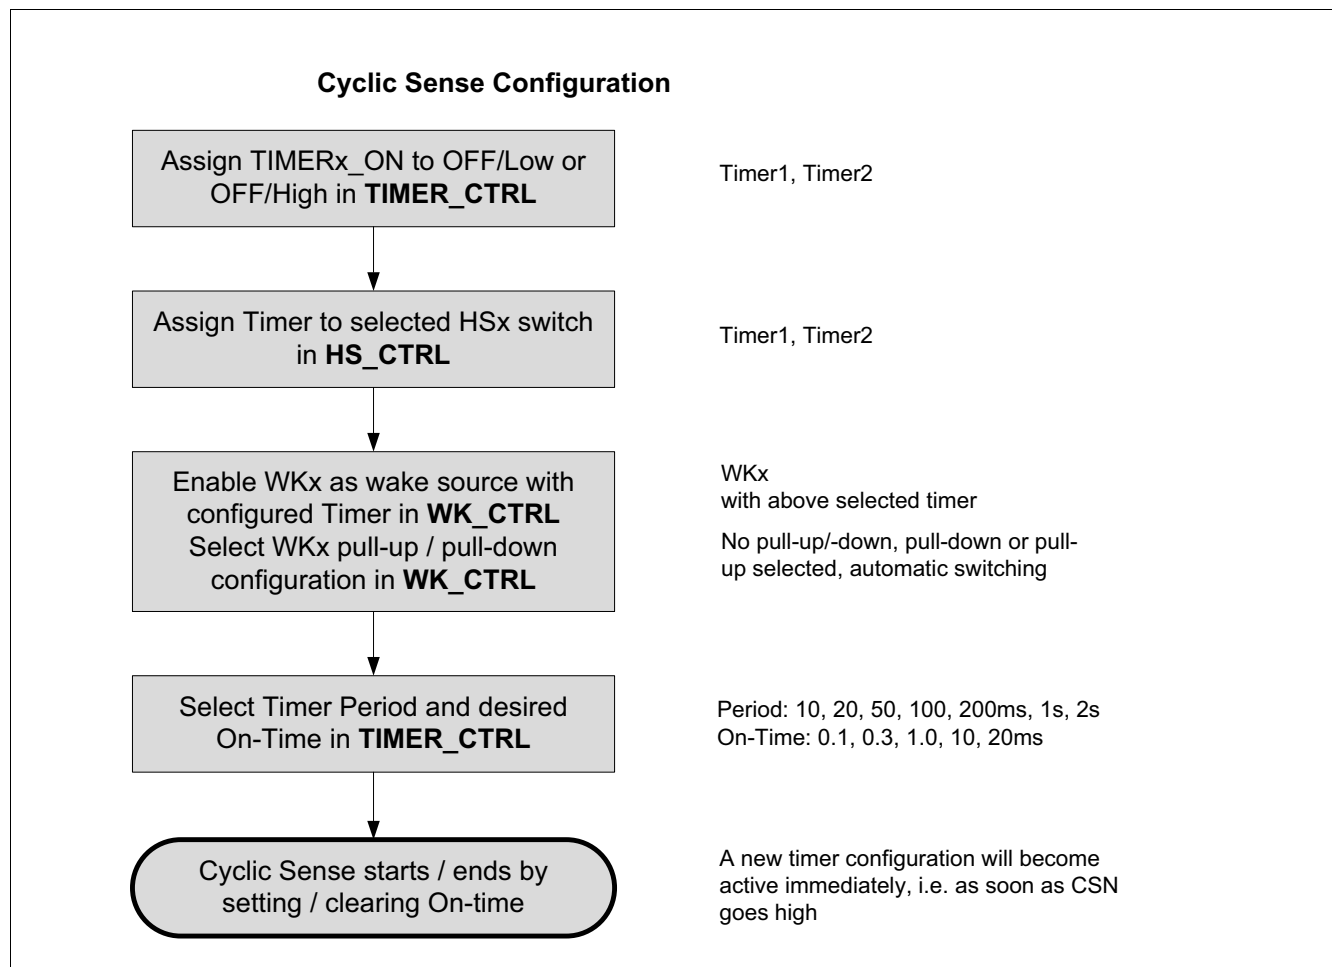 Cyclic Sense Configuration
Assign TIMERx_ON to OFF/Low or
OFF/High in TIMER_CTRL
Timer1, Timer2
Assign Timer to selected HSx switch
in HS_CTRL
Timer1, Timer2
Enable WKx as wake source with
configured Timer in WK_CTRL
Select WKx pull-up / pull-down
configuration in WK_CTRL
WKx
with above selected timer
No pull-up/-down, pull-down or pull-
up selected, automatic switching
Select Timer Period and desired
On-Time in TIMER_CTRL
Period: 10, 20, 50, 100, 200ms, 1s, 2s
On-Time: 0.1, 0.3, 1.0, 10, 20ms
Cyclic Sense starts / ends by
setting / clearing On-time
A new timer configuration will become
active immediately, i.e. as soon as CSN
goes high